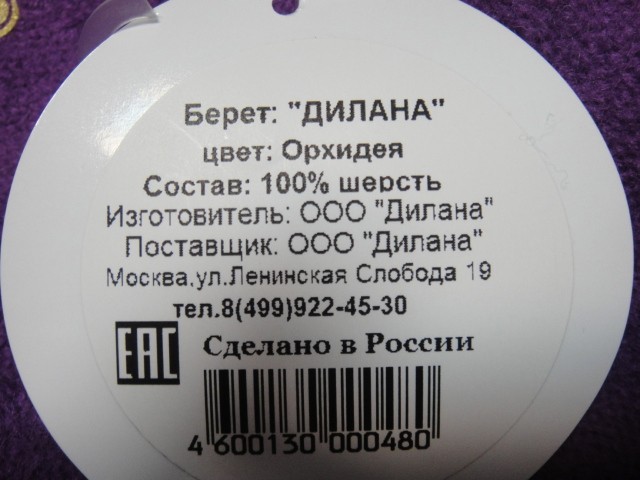 Берет: "ДИЛАНА"
цвет: Орхидея
Состав: 100% шерсть
Изготовитель: ООО "Дилана"
Поставщик: ООО "Дилана"
Москва,ул.Ленинская Слобода 19
тел.8(499)922-45-30
EAC Сделано в России
4 600130 000480